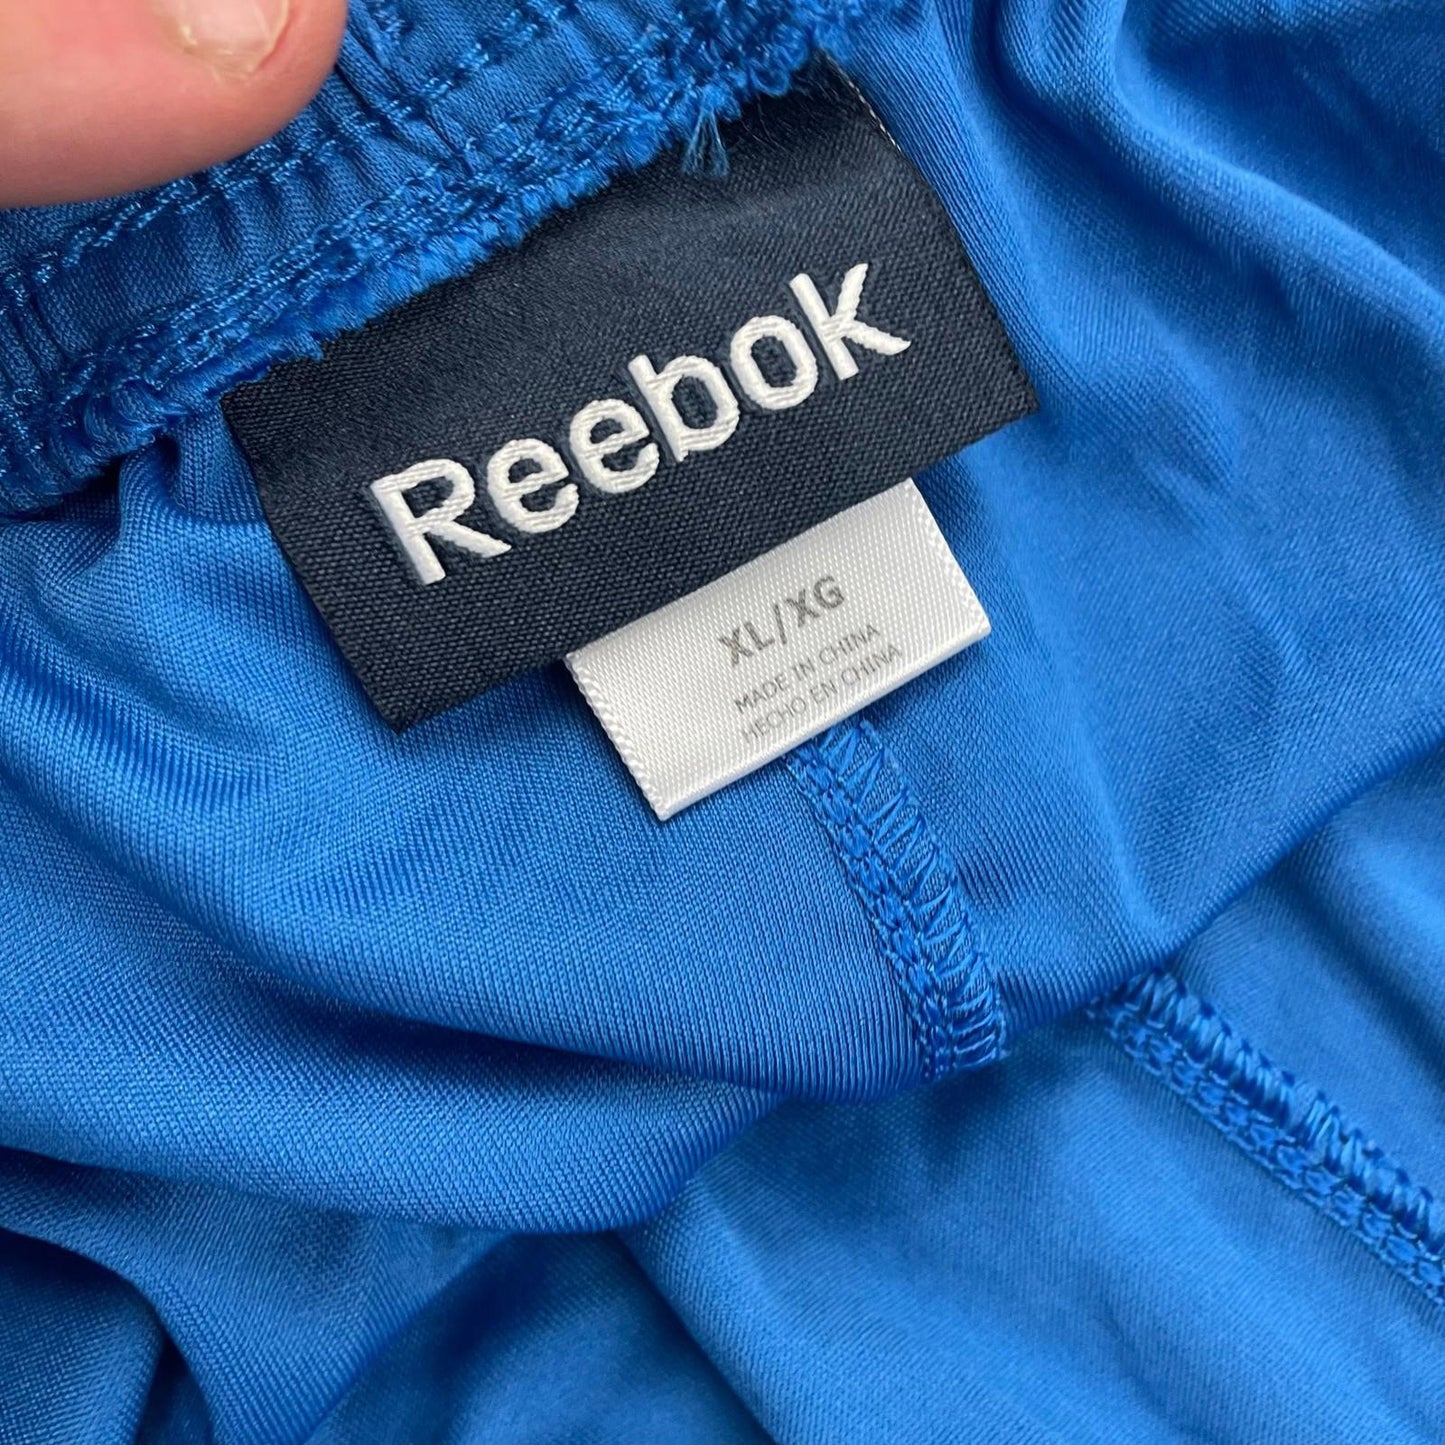 Reebok
XL/XG
MADE IN CHINA
HECHO EN CHINA